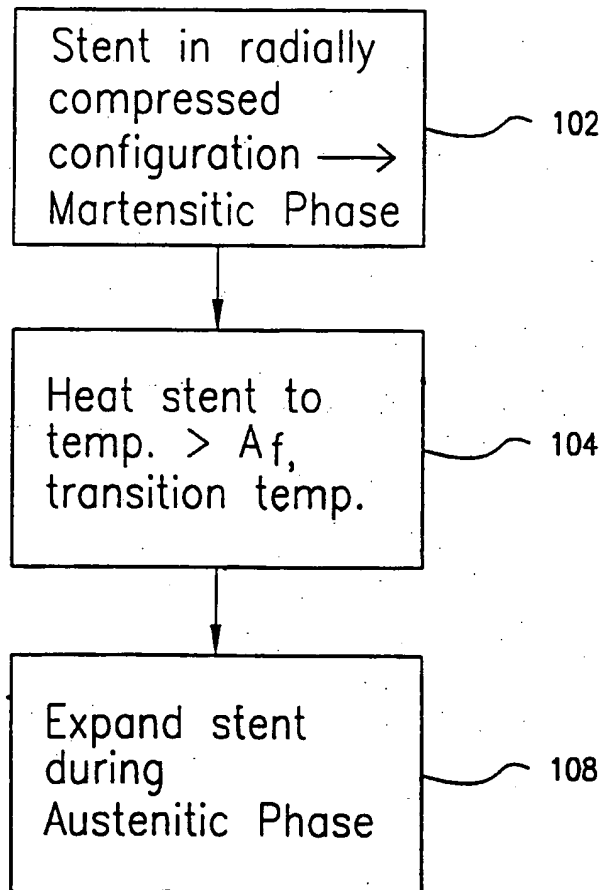 Stent in radially
compressed
configuration →
Martensitic Phase
102
Heat stent to
temp. > Af,
transition temp.
104
Expand stent
during
Austenitic Phase
108